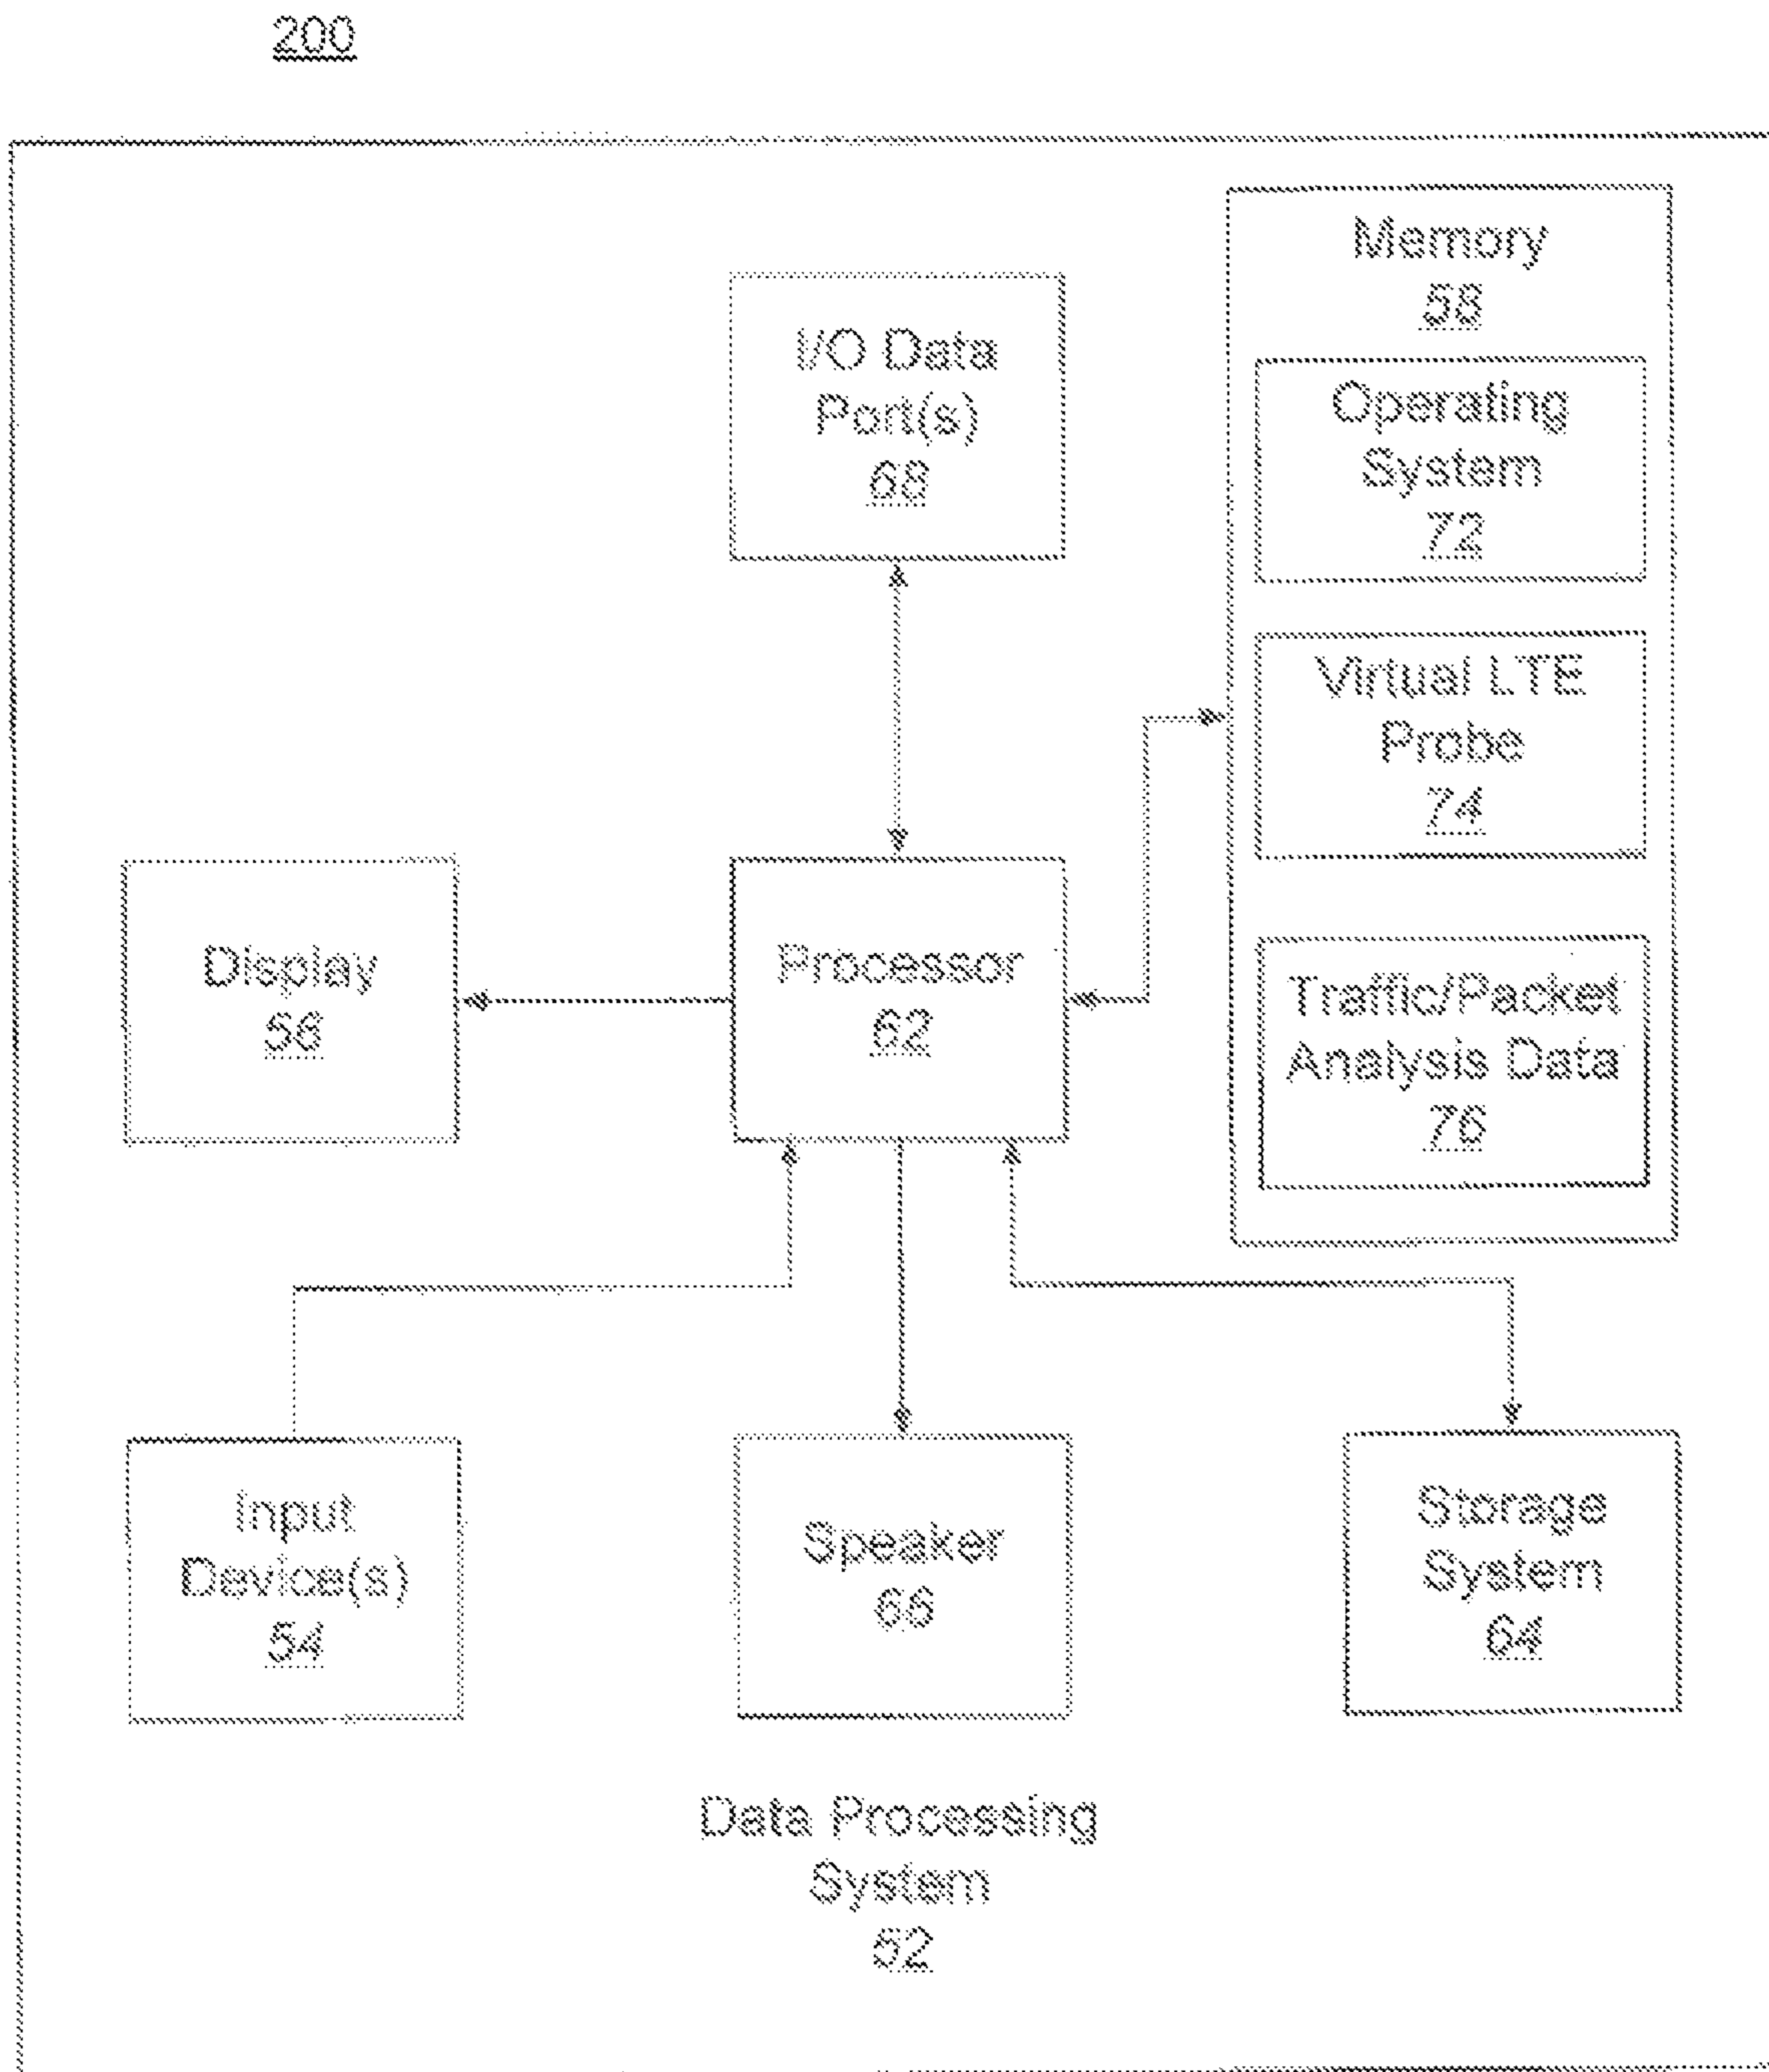 200
Memory
58
I/O Data
Port(s)
68
Operating
System
72
Virtual LTE
Probe
74
Display
56
Processor
62
Traffic/Packet
Analysis Data
76
Input
Device(s)
54
Speaker
66
Storage
System
64
Data Processing
System
52